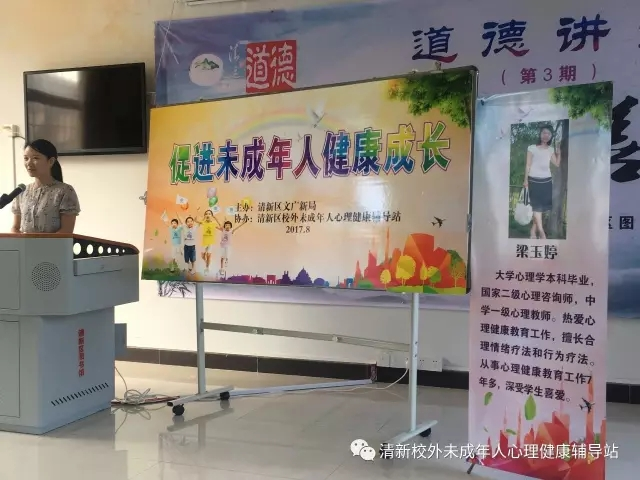 道德讲
（第3期）
道德
促进未成年人健康成长
主办：清新区文广新局
协办：清新区校外未成年人心理健康辅导站
2017.8
区图
梁玉婷
大学心理学本科毕业，
国家二级心理咨询师，中
学一级心理教师。热爱心
理健康教育工作，擅长合
理情绪疗法和行为疗法。
从事心理健康教育工作7
年多，深受学生喜爱。
清新校外未成年人心理健康辅导站